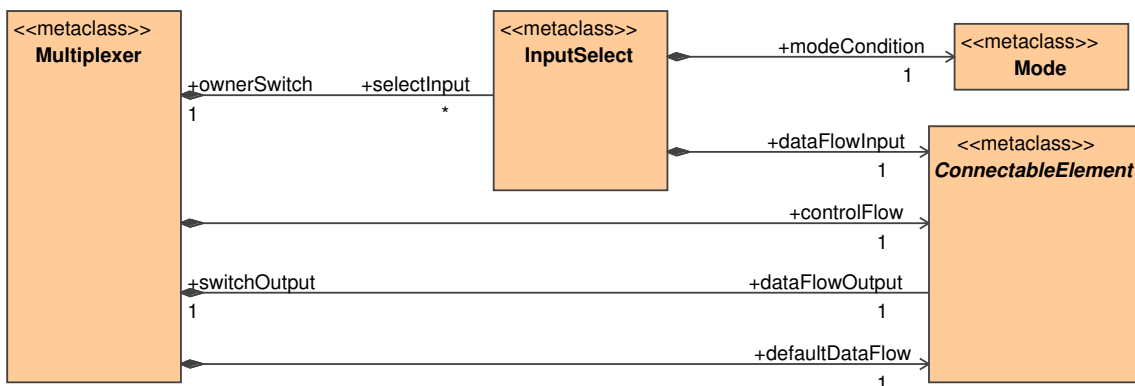 <<metaclass>>
Multiplexer
+ownerSwitch
1
+selectInput
*
<<metaclass>>
InputSelect
+modeCondition
1
<<metaclass>>
Mode
+dataFlowInput
1
<<metaclass>>
ConnectableElement
+controlFlow
1
+switchOutput
1
+dataFlowOutput
1
+defaultDataFlow
1